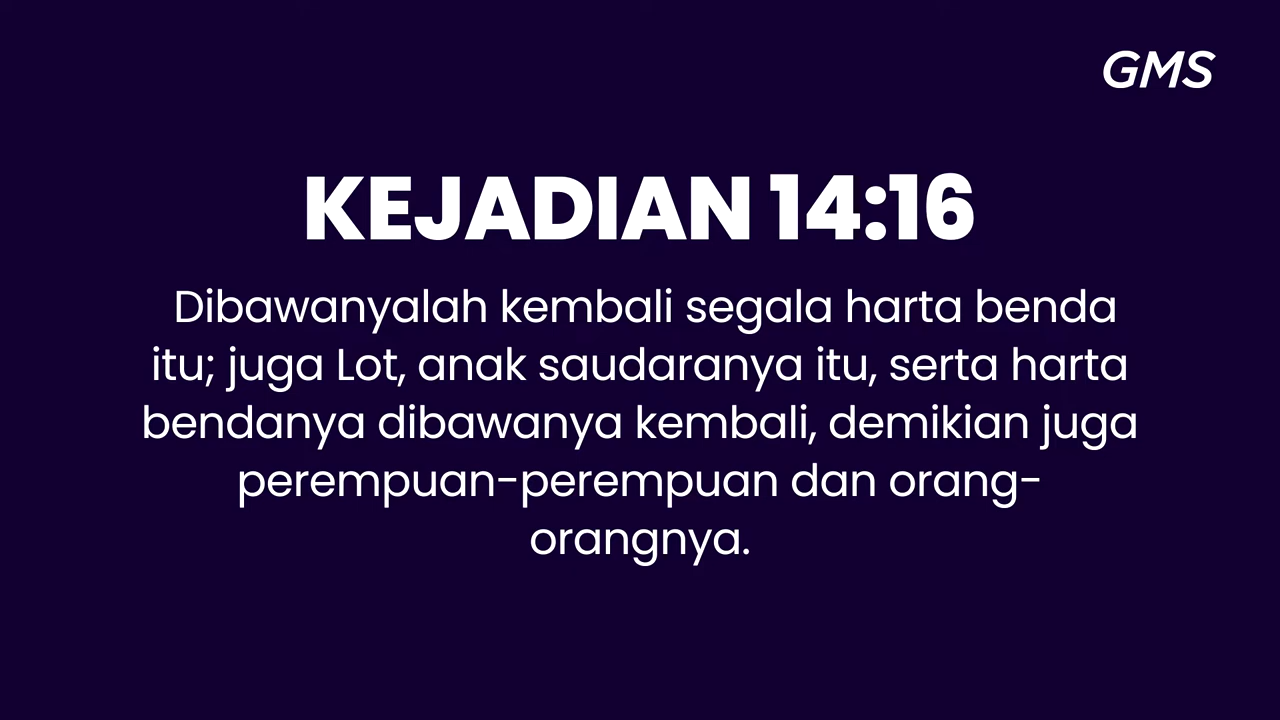 GMS
KEJADIAN 14:16
Dibawanyalah kembali segala harta benda
itu; juga Lot, anak saudaranya itu, serta harta
bendanya dibawanya kembali, demikian juga
perempuan-perempuan dan orang-
orangnya.